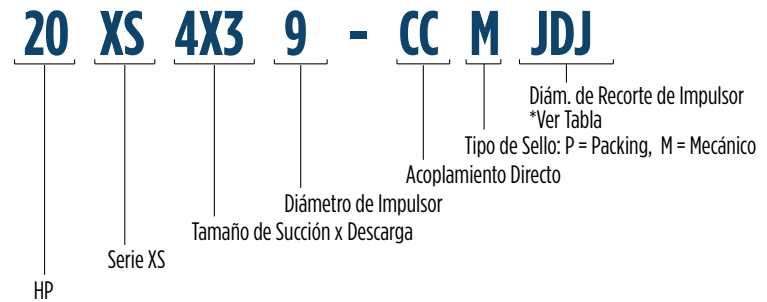 20 XS 4X3 9 - CC M JDJ
Diám. de Recorte de Impulsor
*Ver Tabla
Tipo de Sello: P = Packing, M = Mecánico
Acoplamiento Directo
Diámetro de Impulsor
Tamaño de Succión x Descarga
Serie XS
HP